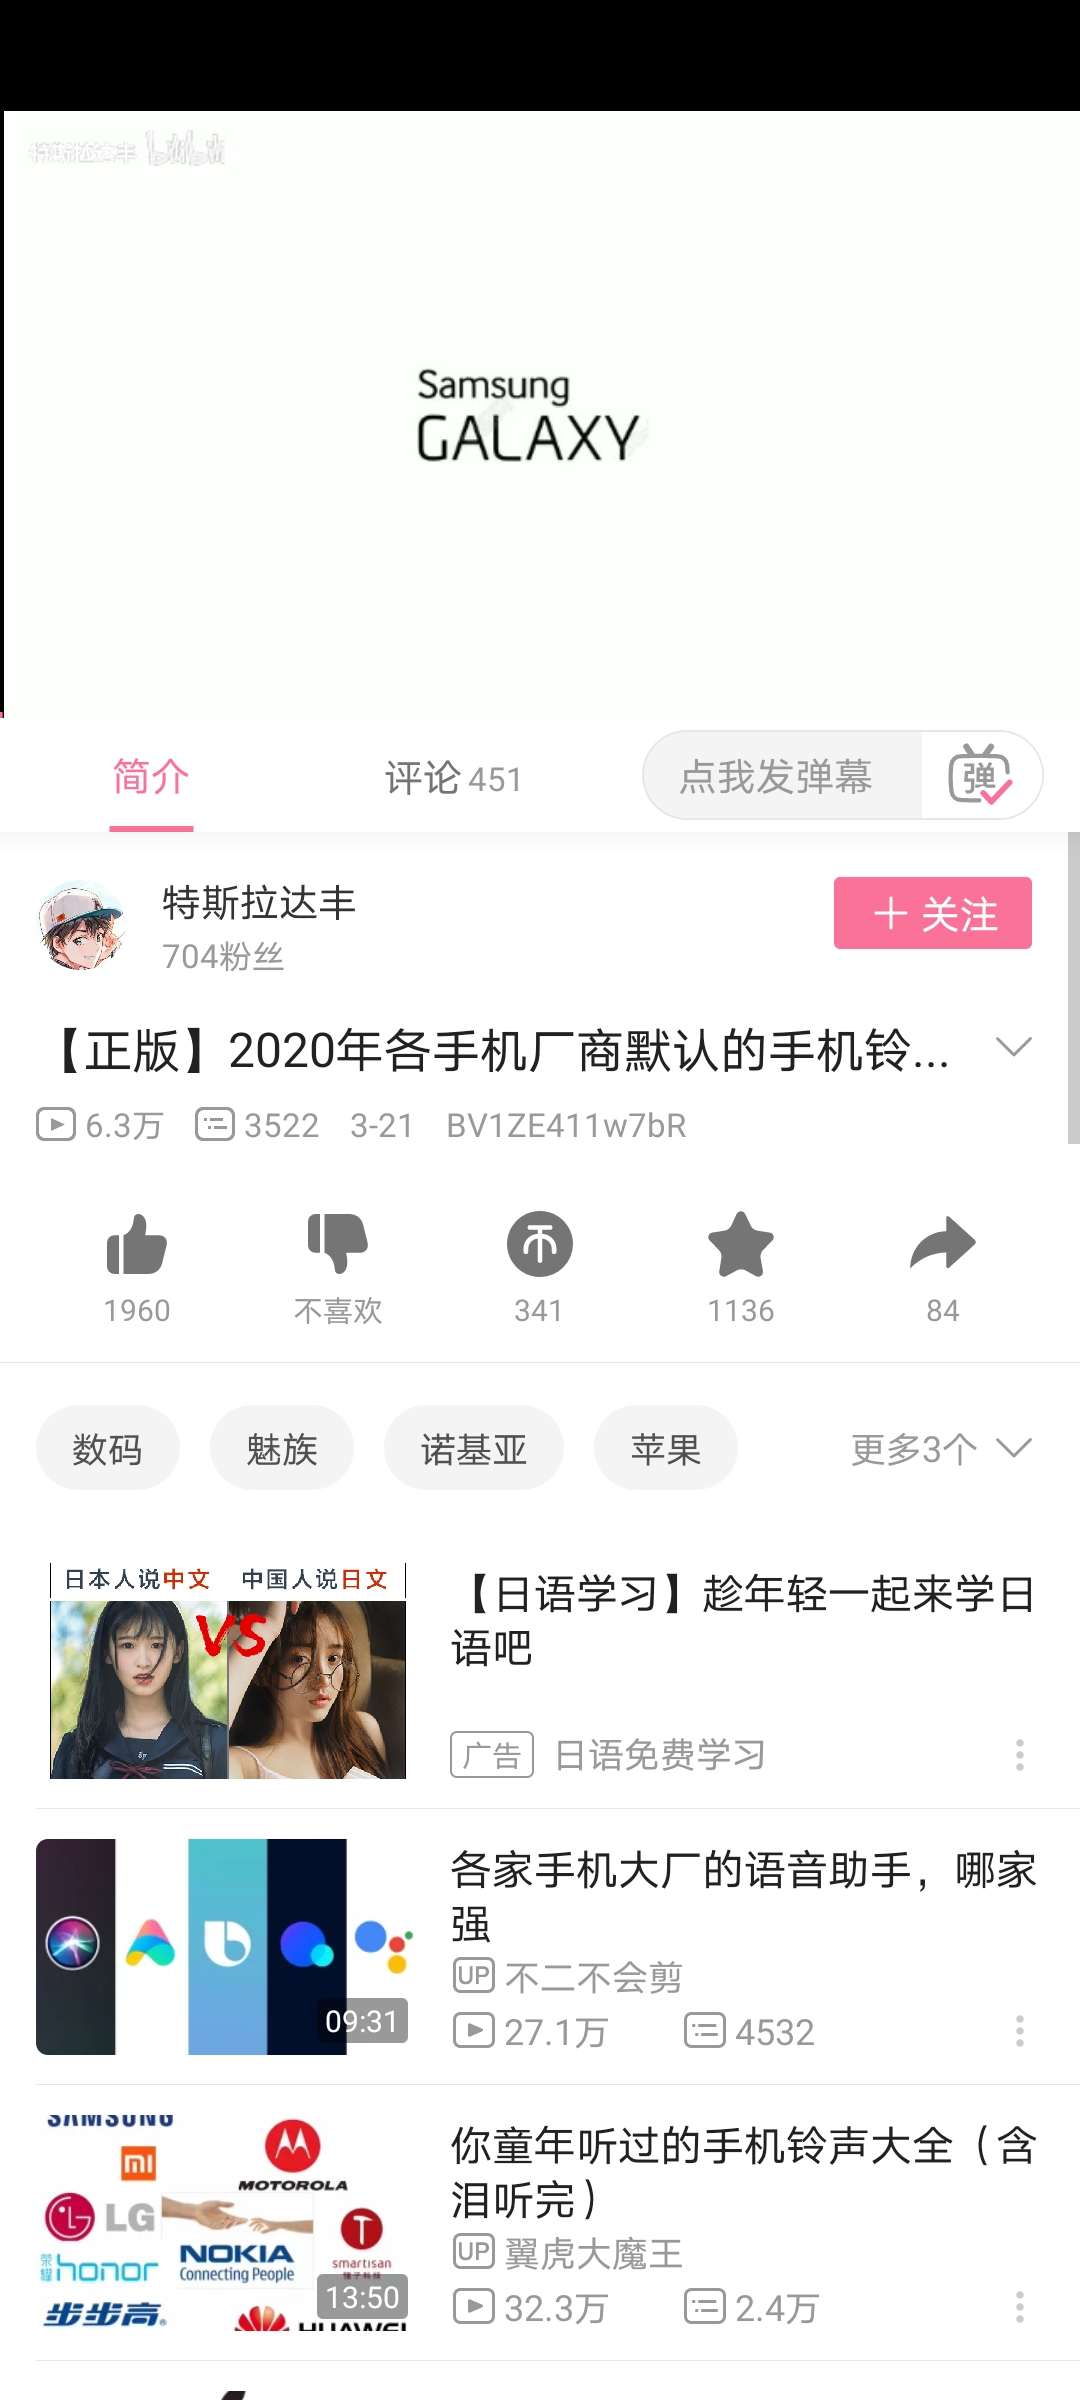 特斯拉达丰 bilibili
Samsung
GALAXY
简介
评论 451
点我发弹幕
弹
特斯拉达丰
704粉丝
＋ 关注
【正版】2020年各手机厂商默认的手机铃...
6.3万 3522 3-21 BV1ZE411w7bR
1960 不喜欢 341 1136 84
数码 魅族 诺基亚 苹果 更多3个
日本人说中文 中国人说日文
VS
【日语学习】趁年轻一起来学日
语吧
广告 日语免费学习
各家手机大厂的语音助手，哪家
强
UP 不二不会剪
27.1万 4532
09:31
SAMSUNG
MOTOROLA
LG
荣耀 honor
NOKIA
Connecting People
smartisan
锤子科技
步步高
HUAWEI
13:50
你童年听过的手机铃声大全（含
泪听完）
UP 翼虎大魔王
32.3万 2.4万